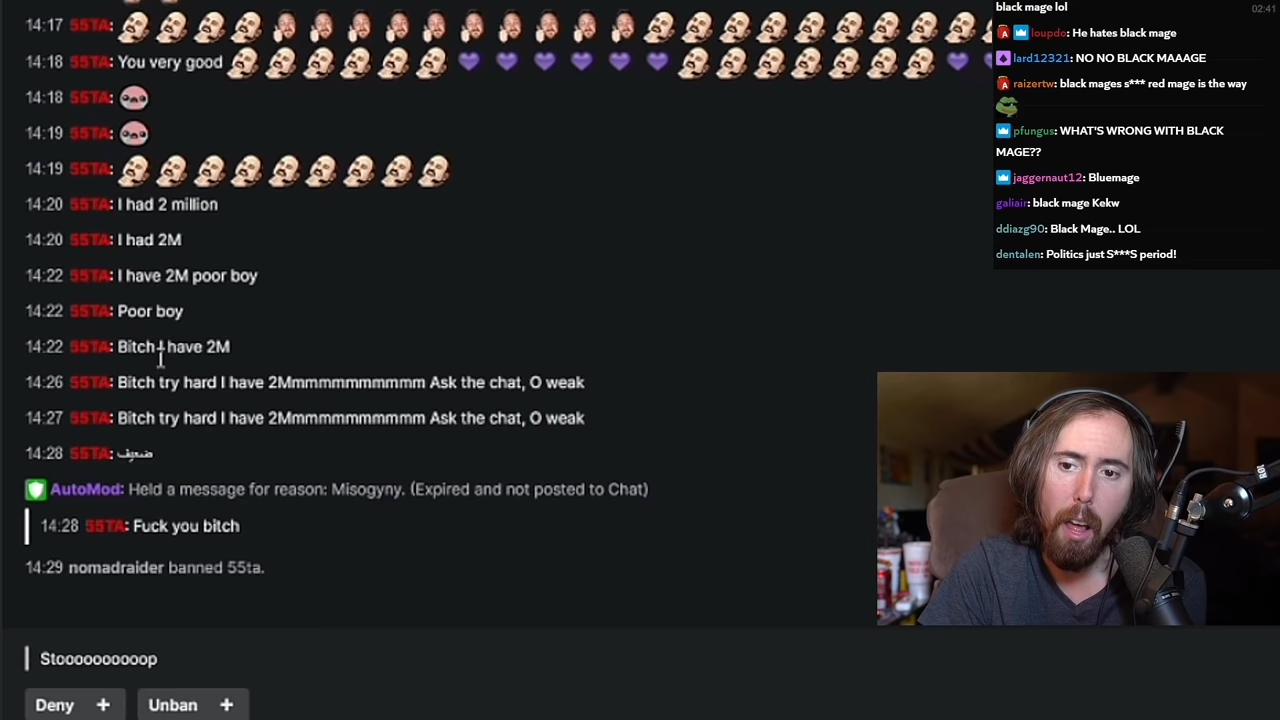 14:17 55TA:
14:18 55TA: You very good
14:18 55TA:
14:19 55TA:
14:19 55TA:
14:20 55TA: I had 2 million
14:20 55TA: I had 2M
14:22 55TA: I have 2M poor boy
14:22 55TA: Poor boy
14:22 55TA: Bitch I have 2M
14:26 55TA: Bitch try hard I have 2Mmmmmmmmmmm Ask the chat, O weak
14:27 55TA: Bitch try hard I have 2Mmmmmmmmmmm Ask the chat, O weak
14:28 55TA: ضعيف
AutoMod: Held a message for reason: Misogyny. (Expired and not posted to Chat)
14:28 55TA: Fuck you bitch
14:29 nomadraider banned 55ta.
Stoooooooooop
Deny +
Unban +
black mage lol
02:41
loupdo: He hates black mage
lard12321: NO NO BLACK MAAAGE
raizertw: black mages s*** red mage is the way
pfungus: WHAT'S WRONG WITH BLACK
MAGE??
jaggernaut12: Bluemage
galiair: black mage Kekw
ddiazg90: Black Mage.. LOL
dentalen: Politics just S***S period!